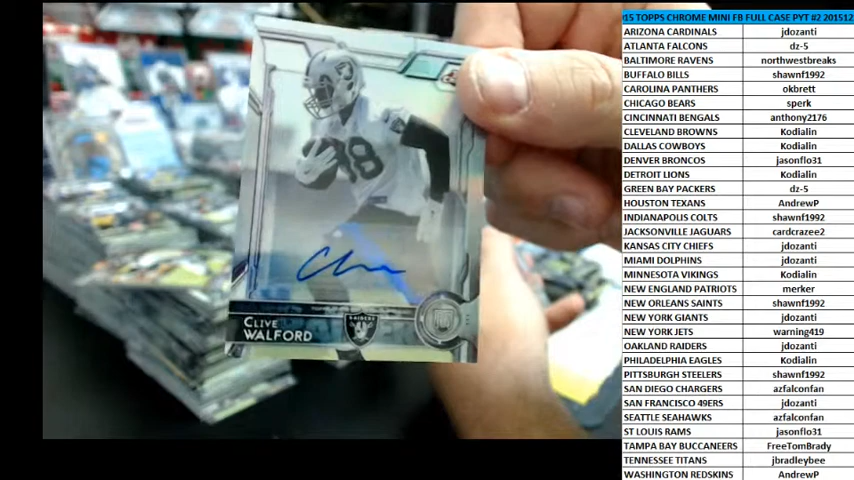 88
Clive
WALFORD
RAIDERS
15 TOPPS CHROME MINI FB FULL CASE PYT #2 201512
ARIZONA CARDINALS jdozanti
ATLANTA FALCONS dz-5
BALTIMORE RAVENS northwestbreaks
BUFFALO BILLS shawnf1992
CAROLINA PANTHERS okbrett
CHICAGO BEARS sperk
CINCINNATI BENGALS anthony2176
CLEVELAND BROWNS Kodialin
DALLAS COWBOYS Kodialin
DENVER BRONCOS jasonflo31
DETROIT LIONS Kodialin
GREEN BAY PACKERS dz-5
HOUSTON TEXANS AndrewP
INDIANAPOLIS COLTS shawnf1992
JACKSONVILLE JAGUARS cardcrazee2
KANSAS CITY CHIEFS jdozanti
MIAMI DOLPHINS jdozanti
MINNESOTA VIKINGS Kodialin
NEW ENGLAND PATRIOTS merker
NEW ORLEANS SAINTS shawnf1992
NEW YORK GIANTS jdozanti
NEW YORK JETS warning419
OAKLAND RAIDERS jdozanti
PHILADELPHIA EAGLES Kodialin
PITTSBURGH STEELERS shawnf1992
SAN DIEGO CHARGERS azfalconfan
SAN FRANCISCO 49ERS jdozanti
SEATTLE SEAHAWKS azfalconfan
ST LOUIS RAMS jasonflo31
TAMPA BAY BUCCANEERS FreeTomBrady
TENNESSEE TITANS jbradleybee
WASHINGTON REDSKINS AndrewP